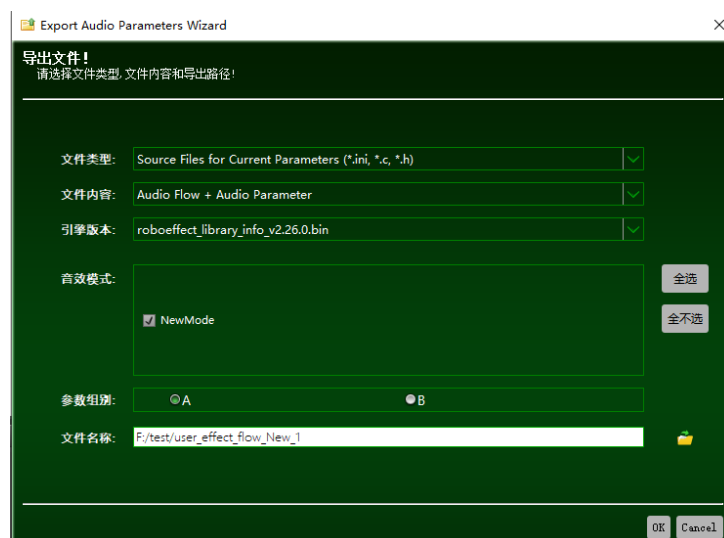 Export Audio Parameters Wizard
导出文件!
请选择文件类型,文件内容和导出路径!
文件类型: Source Files for Current Parameters (*.ini, *.c, *.h)
文件内容: Audio Flow + Audio Parameter
引擎版本: roboeffect_library_info_v2.26.0.bin
音效模式: 全选
NewMode 全不选
参数组别: A B
文件名称: F:/test/user_effect_flow_New_1
OK Cancel